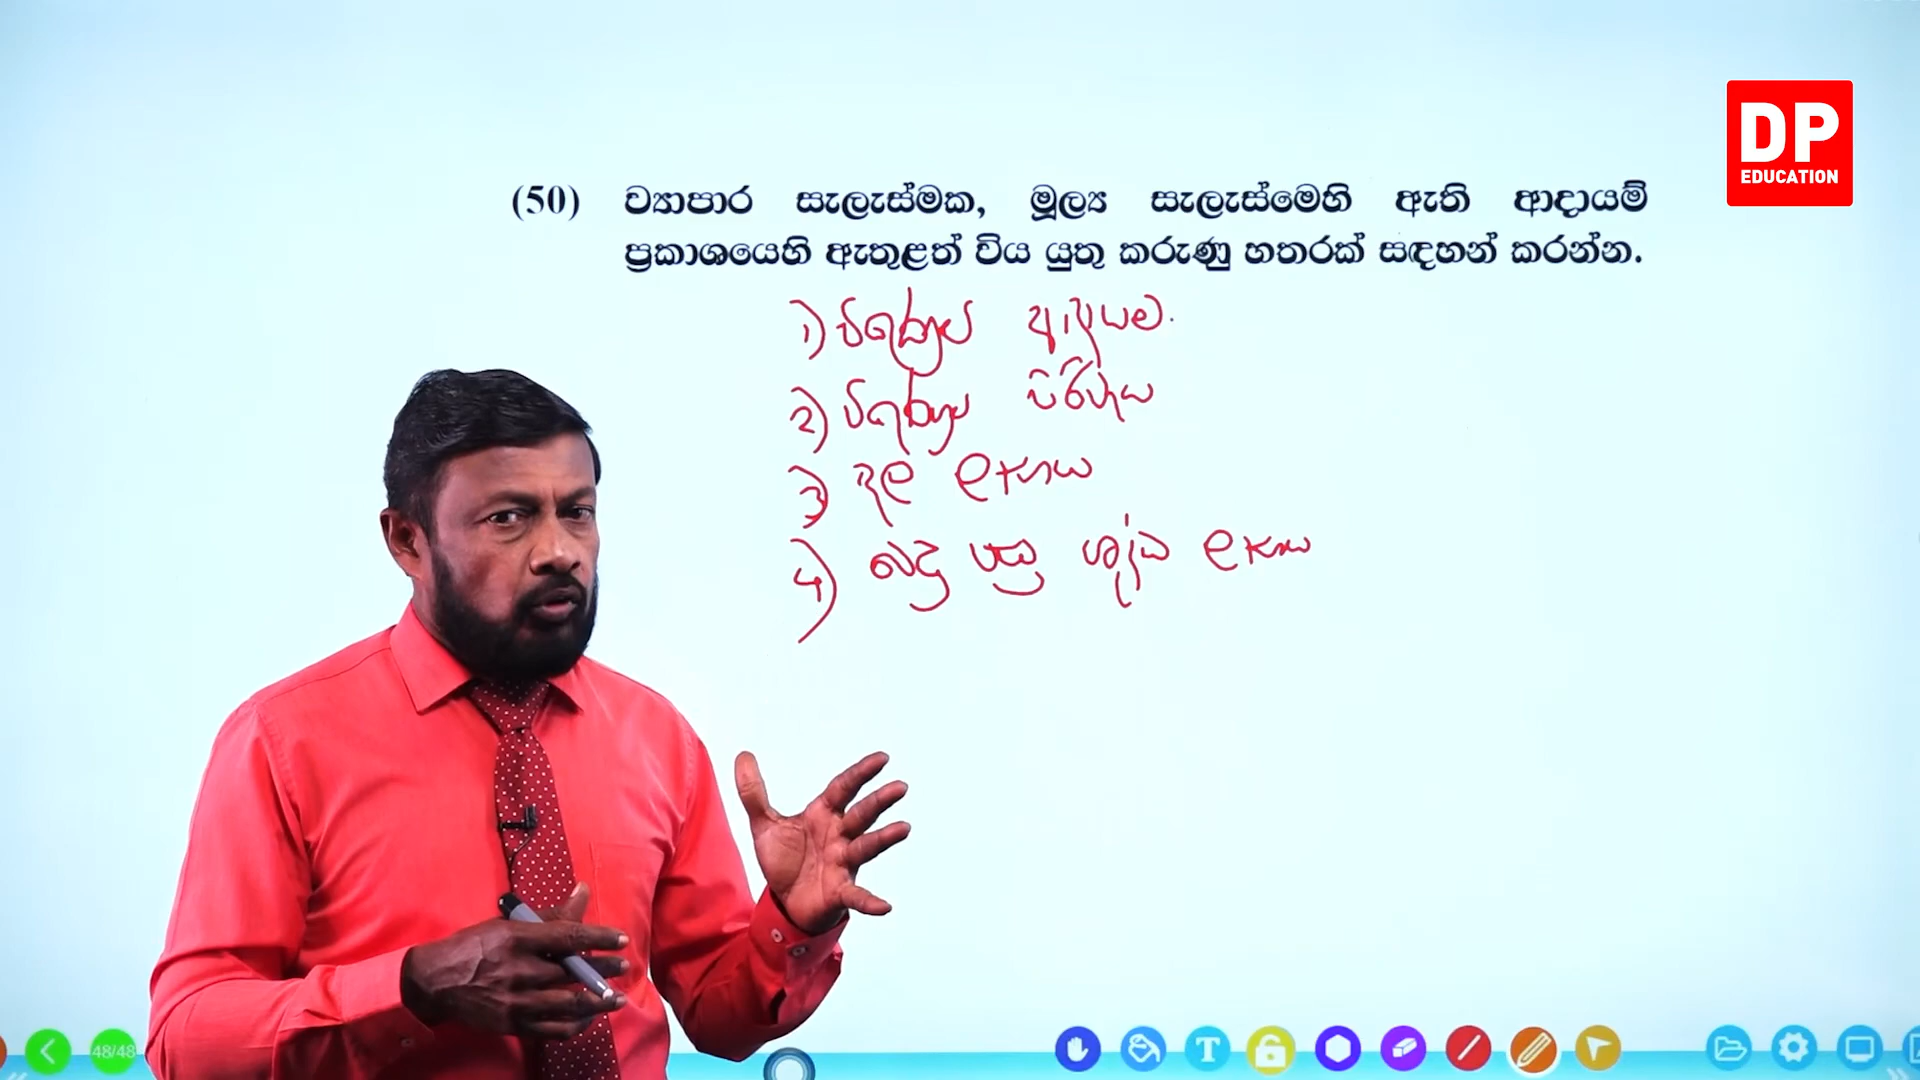 DP
EDUCATION
(50) ව්‍යාපාර සැලැස්මක, මූල්‍ය සැලැස්මෙහි ඇති ආදායම්
ප්‍රකාශයෙහි ඇතුළත් විය යුතු කරුණු හතරක් සඳහන් කරන්න.
1) විකුණුම් ආදායම.
2) විකුණුම් පිරිවැය
3) දළ ලාභය
4) බදු පසු ශුද්ධ ලාභය
48/48
T